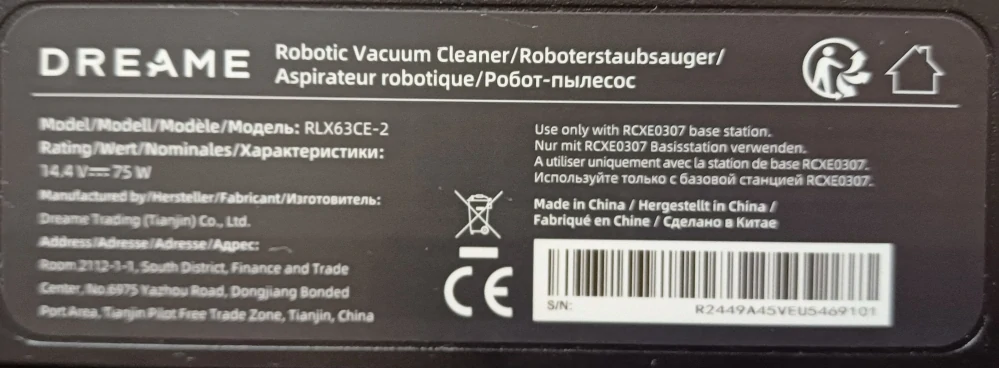 DREAME
Robotic Vacuum Cleaner/Roboterstaubsauger/
Aspirateur robotique/Робот-пылесос
Model/Modell/Modèle/Модель: RLX63CE-2
Rating/Wert/Nominales/Характеристики:
14.4 V⎓75 W
Manufactured by/Hersteller/Fabricant/Изготовитель:
Dreame Trading (Tianjin) Co., Ltd.
Address/Adresse/Adresse/Адрес:
Room 2112-1-1, South District, Finance and Trade
Center, No.6975 Yazhou Road, Dongjiang Bonded
Port Area, Tianjin Pilot Free Trade Zone, Tianjin, China
Use only with RCXE0307 base station.
Nur mit RCXE0307 Basisstation verwenden.
A utiliser uniquement avec la station de base RCXE0307.
Используйте только с базовой станцией RCXE0307.
Made in China / Hergestellt in China /
Fabriqué en Chine / Сделано в Китае
CE
S/N:
R2449A45VEU5469101